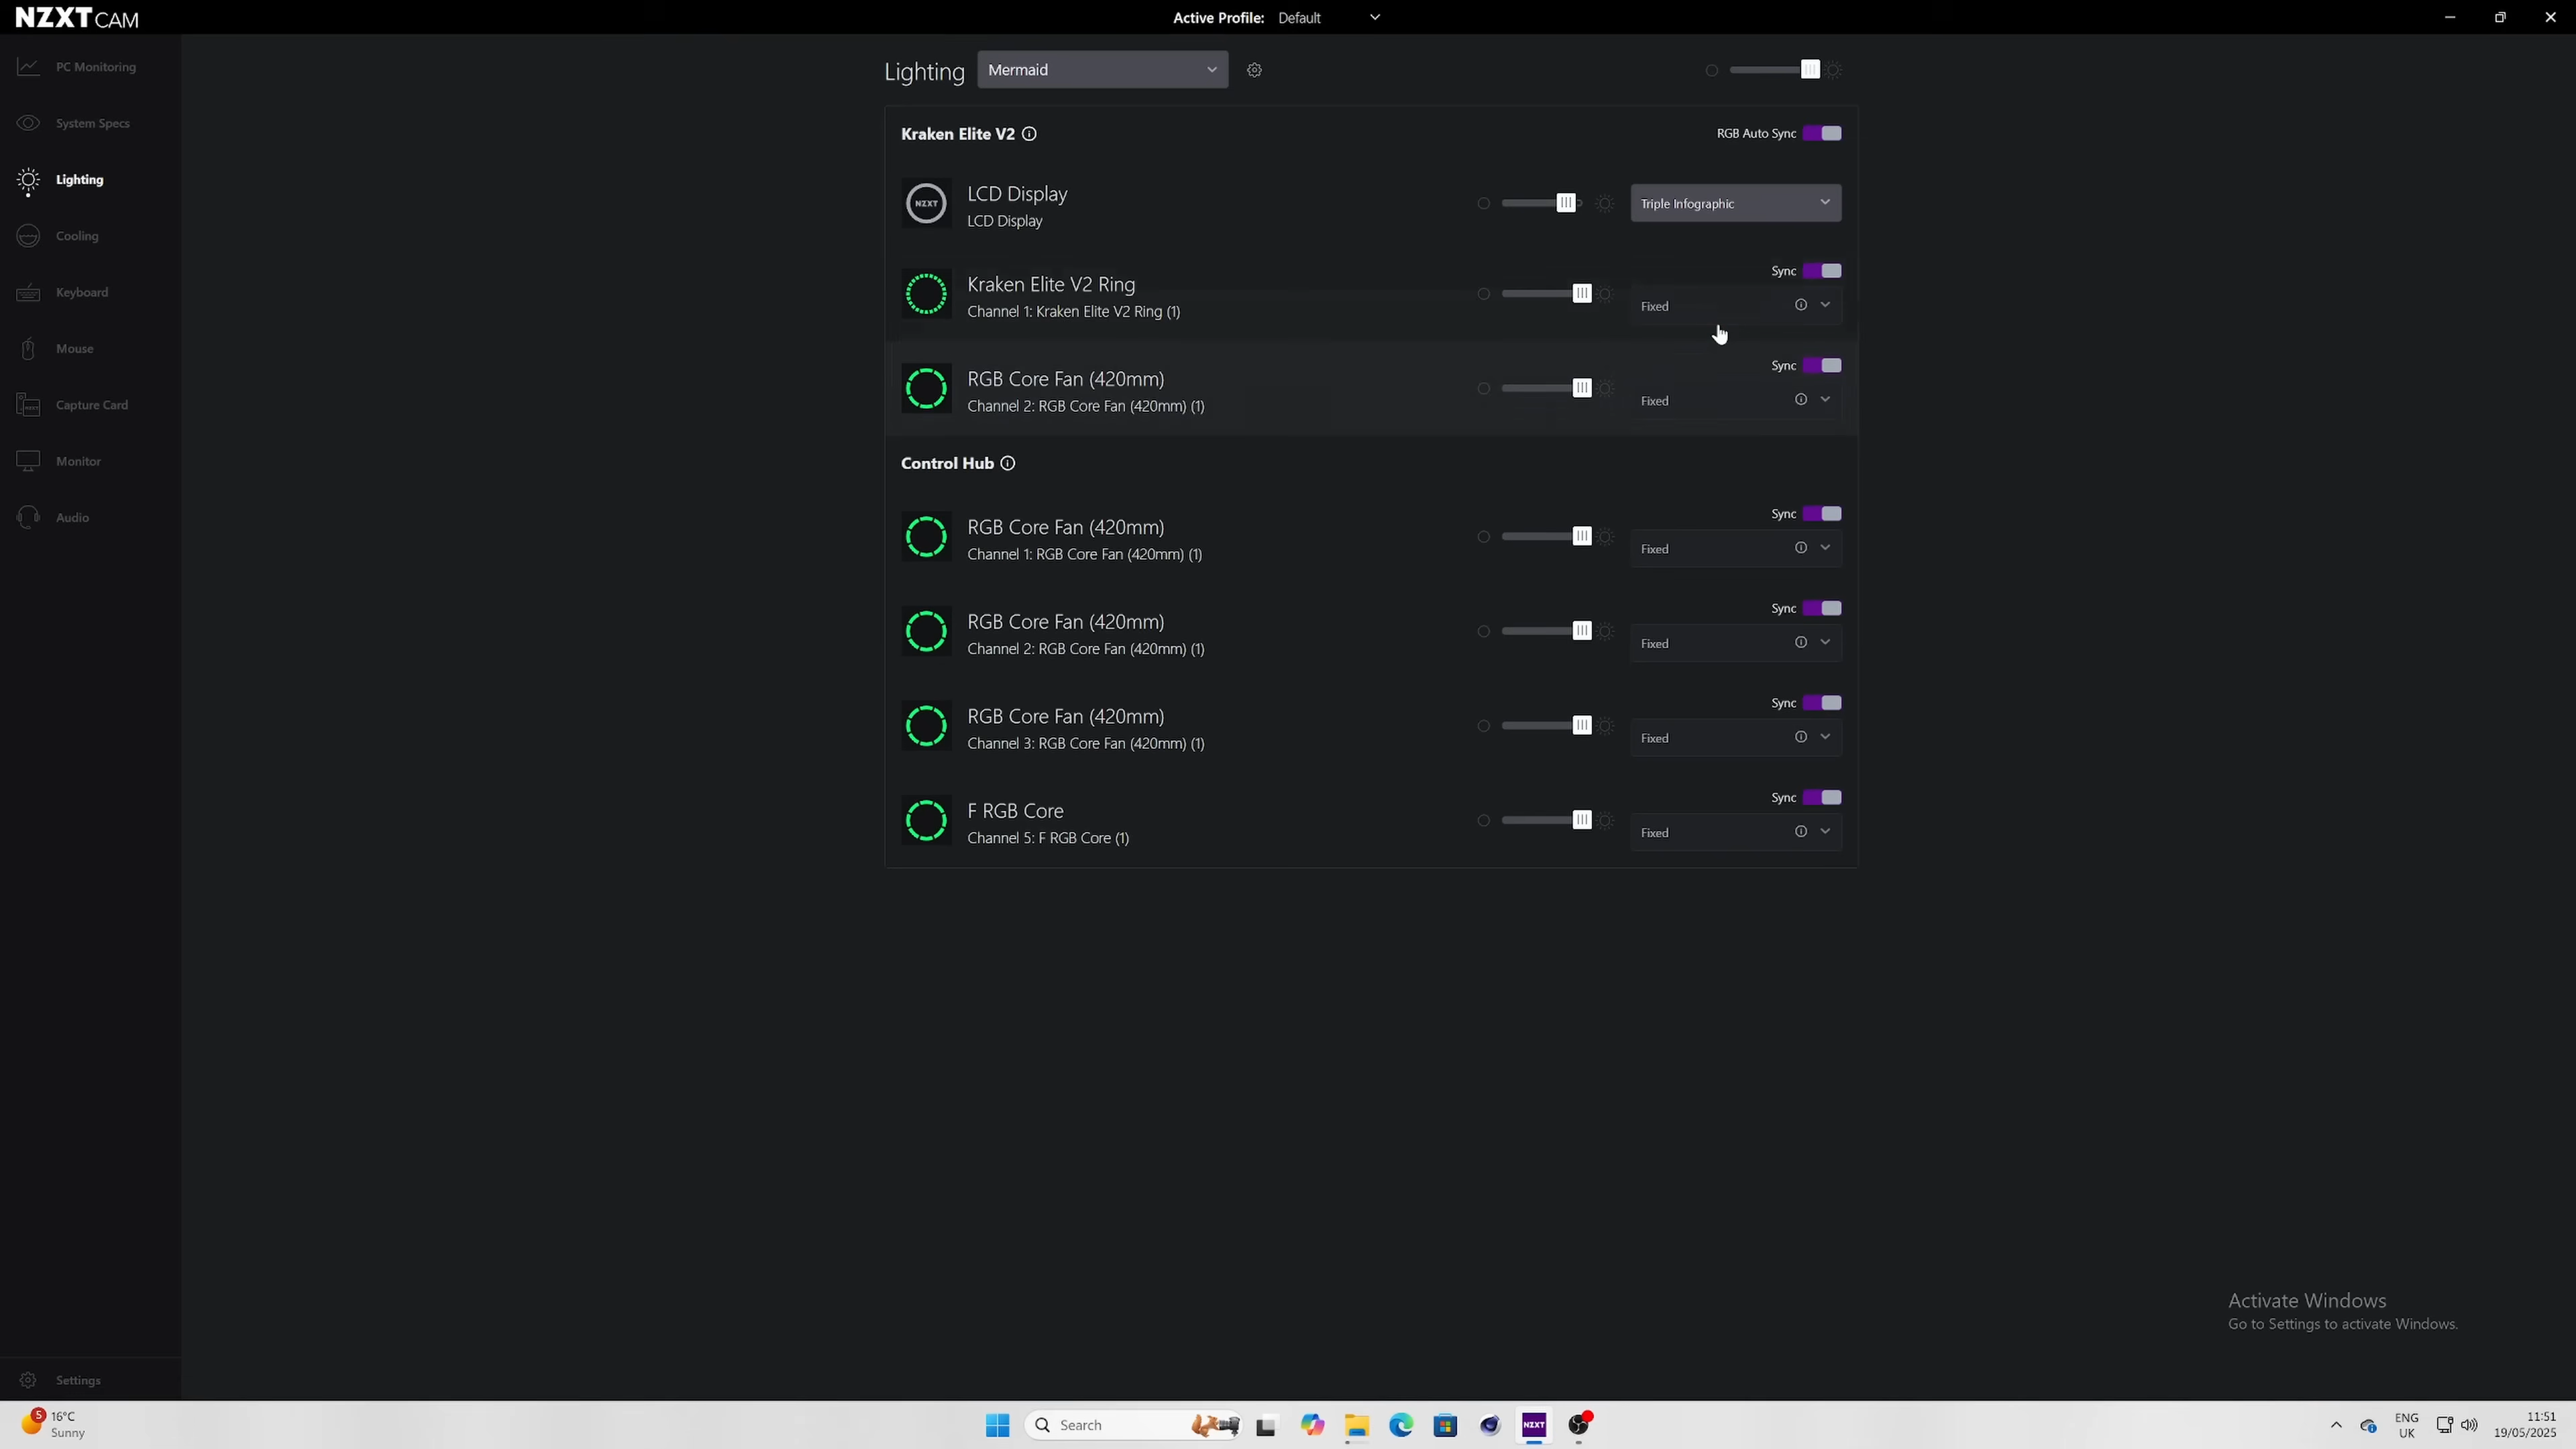 NZXT CAM
Active Profile: Default
PC Monitoring
System Specs
Lighting
Cooling
Keyboard
Mouse
Capture Card
Monitor
Audio
Settings
Lighting Mermaid
Kraken Elite V2
RGB Auto Sync
NZXT
LCD Display
LCD Display
Triple Infographic
Kraken Elite V2 Ring
Channel 1: Kraken Elite V2 Ring (1)
Sync
Fixed
RGB Core Fan (420mm)
Channel 2: RGB Core Fan (420mm) (1)
Sync
Fixed
Control Hub
RGB Core Fan (420mm)
Channel 1: RGB Core Fan (420mm) (1)
Sync
Fixed
RGB Core Fan (420mm)
Channel 2: RGB Core Fan (420mm) (1)
Sync
Fixed
RGB Core Fan (420mm)
Channel 3: RGB Core Fan (420mm) (1)
Sync
Fixed
F RGB Core
Channel 5: F RGB Core (1)
Sync
Fixed
Activate Windows
Go to Settings to activate Windows.
5
16°C
Sunny
Search
NZXT
ENG
UK
11:51
19/05/2025